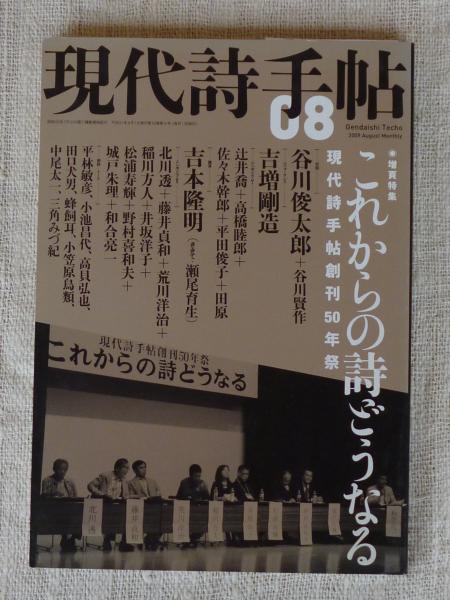 現代詩手帖
08
Gendaishi Techo
2009 August Monthly
●増頁特集
これからの詩どうなる
現代詩手帖創刊50年祭
谷川俊太郎+谷川賢作
吉増剛造
辻井喬+高橋睦郎+
佐々木幹郎+平田俊子+田原
吉本隆明
瀬尾育生)
北川透+藤井貞和+荒川洋治+
稲川方人+井坂洋子+
松浦寿輝+野村喜和夫+
城戸朱理+和合亮一
平林敏彦、小池昌代、高貝弘也、
田口犬男、蜂飼耳、小笠原鳥類、
中尾太一、三角みづ紀
現代詩手帖創刊50年祭
これからの詩どうなる
北川透
藤井貞和